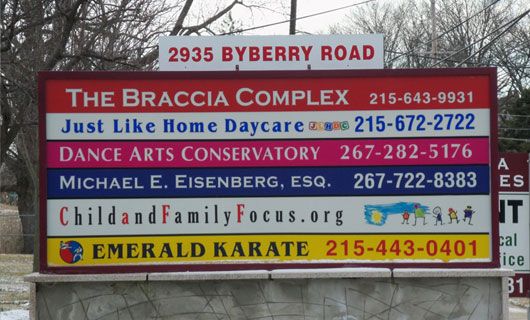 2935 BYBERRY ROAD
THE BRACCIA COMPLEX 215-643-9931
Just Like Home Daycare JLHDC 215-672-2722
DANCE ARTS CONSERVATORY 267-282-5176
MICHAEL E. EISENBERG, ESQ. 267-722-8383
ChildandFamilyFocus.org
EMERALD KARATE 215-443-0401